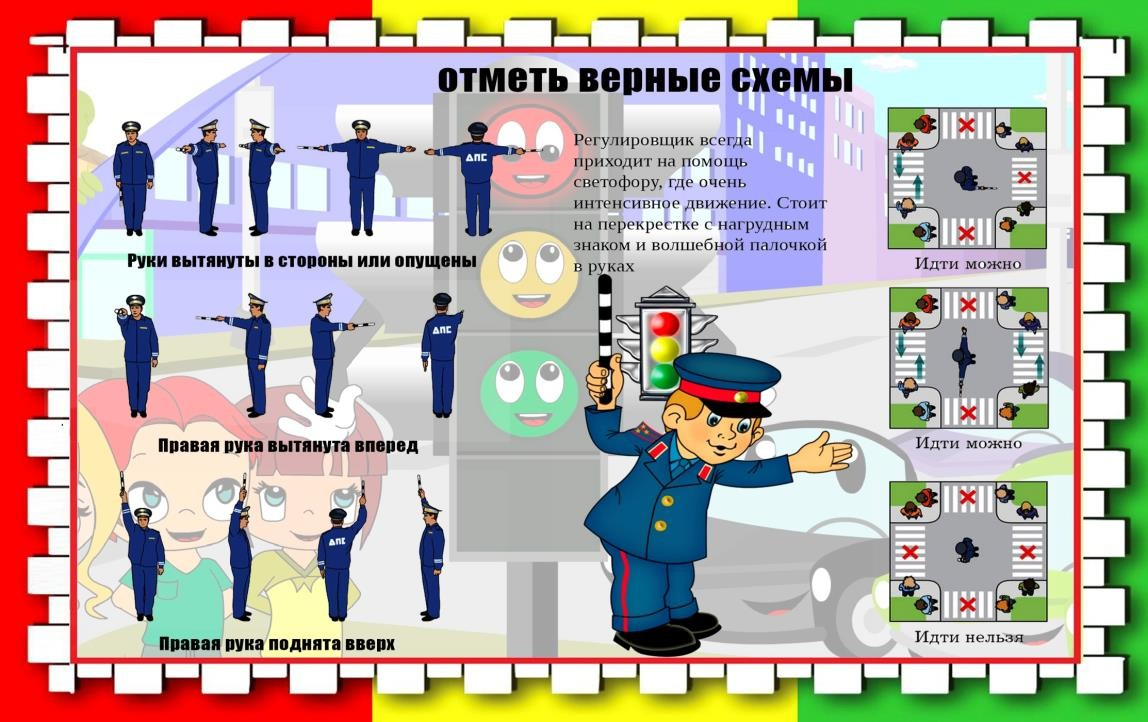 отметь верные схемы
ДПС
Руки вытянуты в стороны или опущены
Регулировщик всегда
приходит на помощь
светофору, где очень
интенсивное движение. Стоит
на перекрестке с нагрудным
знаком и волшебной палочкой
в руках
Идти можно
ДПС
Правая рука вытянута вперед
Идти можно
ДПС
Правая рука поднята вверх
Идти нельзя